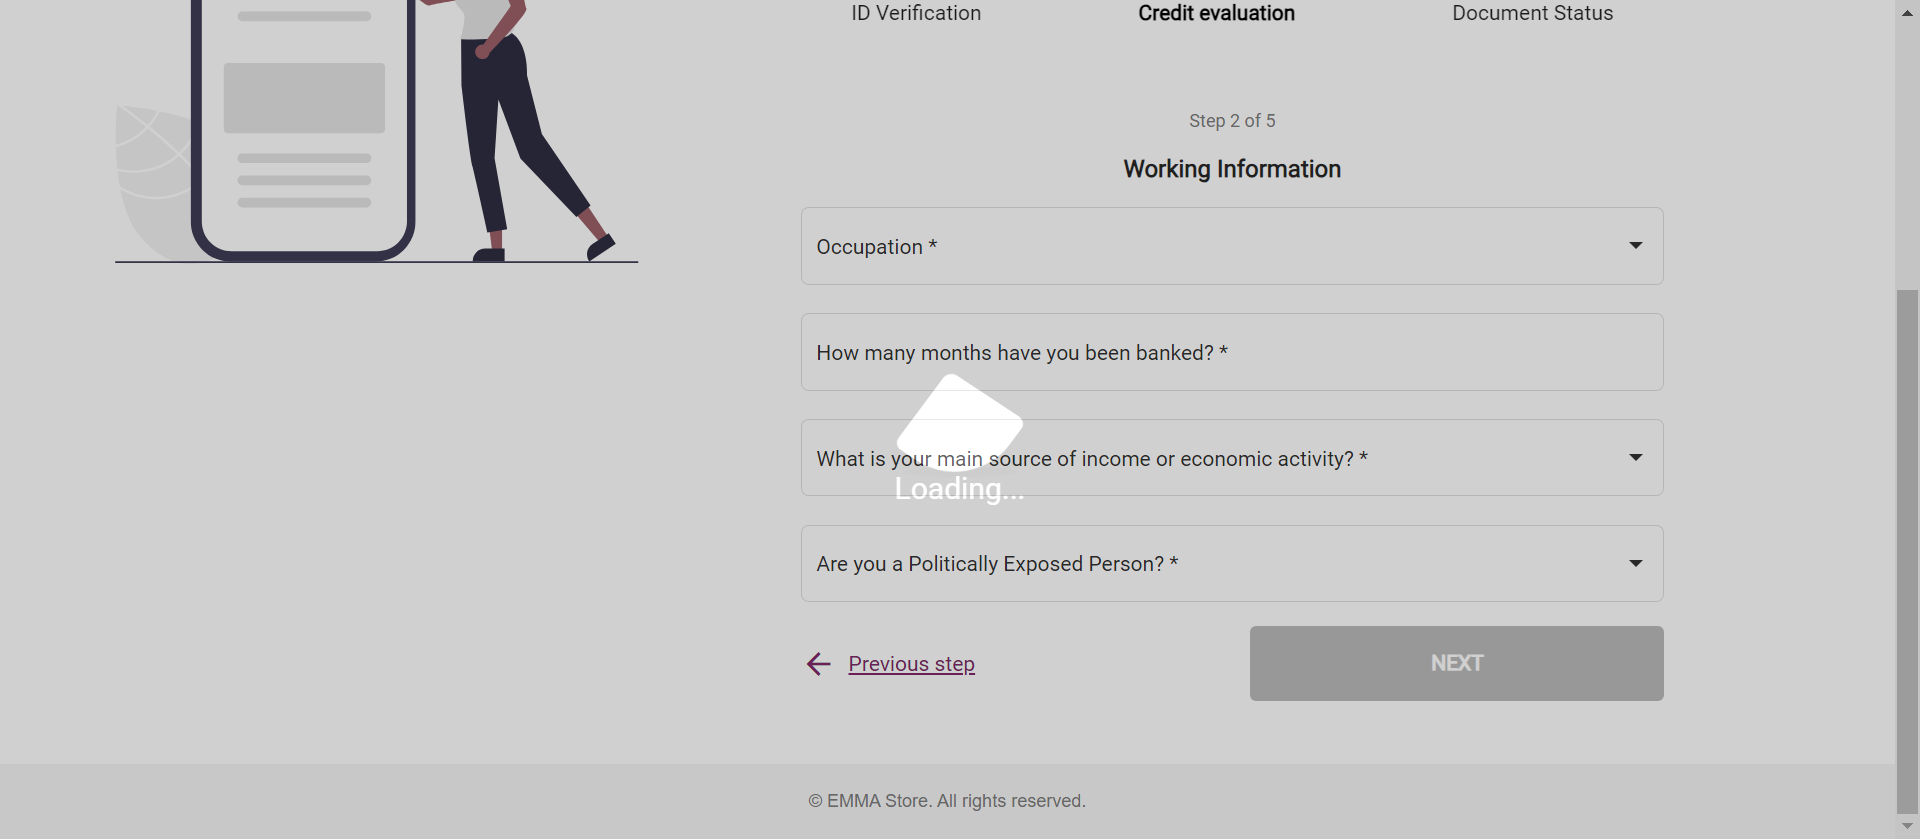 ID Verification
Credit evaluation
Document Status
Step 2 of 5
Working Information
Occupation *
How many months have you been banked? *
What is your main source of income or economic activity? *
Loading...
Are you a Politically Exposed Person? *
Previous step
NEXT
© EMMA Store. All rights reserved.